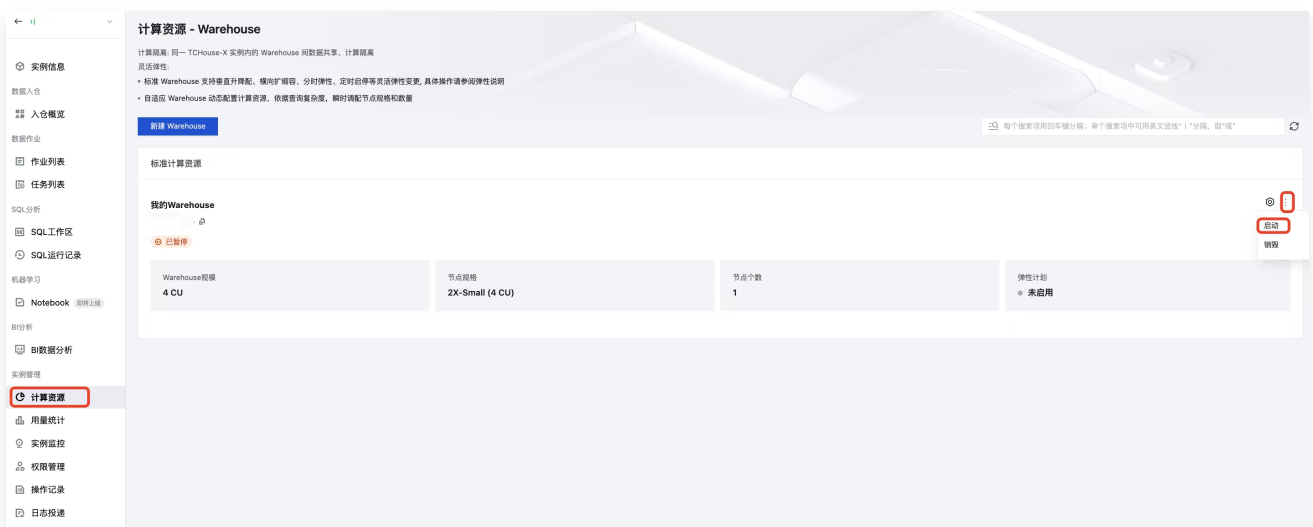 计算资源 - Warehouse
计算隔离: 同一 TCHouse-X 实例内的 Warehouse 间数据共享、计算隔离
灵活弹性:
• 标准 Warehouse 支持垂直升降配、横向扩缩容、分时弹性、定时启停等灵活弹性变更, 具体操作请参阅弹性说明
• 自适应 Warehouse 动态配置计算资源，依据查询复杂度，瞬时调配节点规格和数量
新建 Warehouse
每个搜索项用回车键分隔；单个搜索项中可用英文竖线"|"分隔，取"或"
实例信息
数据入仓
入仓概览
数据作业
作业列表
任务列表
SQL分析
SQL工作区
SQL运行记录
机器学习
Notebook 即将上线
BI分析
BI数据分析
实例管理
计算资源
用量统计
实例监控
权限管理
操作记录
日志投递
标准计算资源
我的Warehouse
已暂停
启动
销毁
Warehouse规模
4 CU
节点规格
2X-Small (4 CU)
节点个数
1
弹性计划
未启用